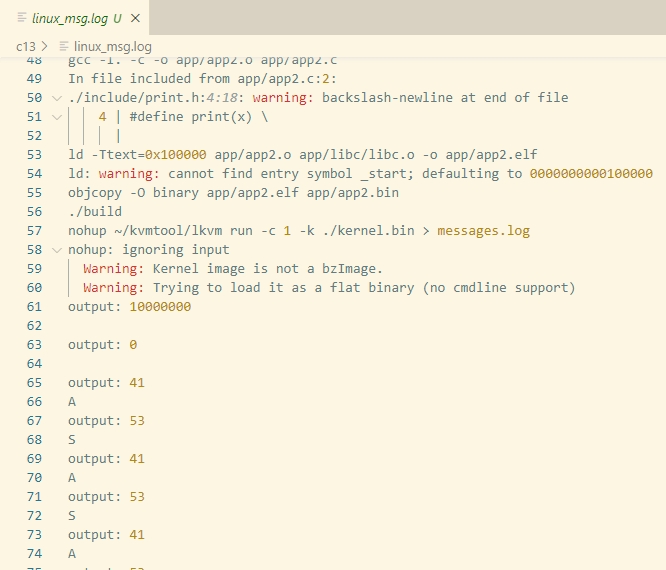 linux_msg.log U ×
c13 > linux_msg.log
48 gcc -I. -c -o app/app2.o app/app2.c
49 In file included from app/app2.c:2:
50 ./include/print.h:4:18: warning: backslash-newline at end of file
51 4 | #define print(x) \
52 |
53 ld -Ttext=0x100000 app/app2.o app/libc/libc.o -o app/app2.elf
54 ld: warning: cannot find entry symbol _start; defaulting to 0000000000100000
55 objcopy -O binary app/app2.elf app/app2.bin
56 ./build
57 nohup ~/kvmtool/lkvm run -c 1 -k ./kernel.bin > messages.log
58 nohup: ignoring input
59 Warning: Kernel image is not a bzImage.
60 Warning: Trying to load it as a flat binary (no cmdline support)
61 output: 10000000
62
63 output: 0
64
65 output: 41
66 A
67 output: 53
68 S
69 output: 41
70 A
71 output: 53
72 S
73 output: 41
74 A